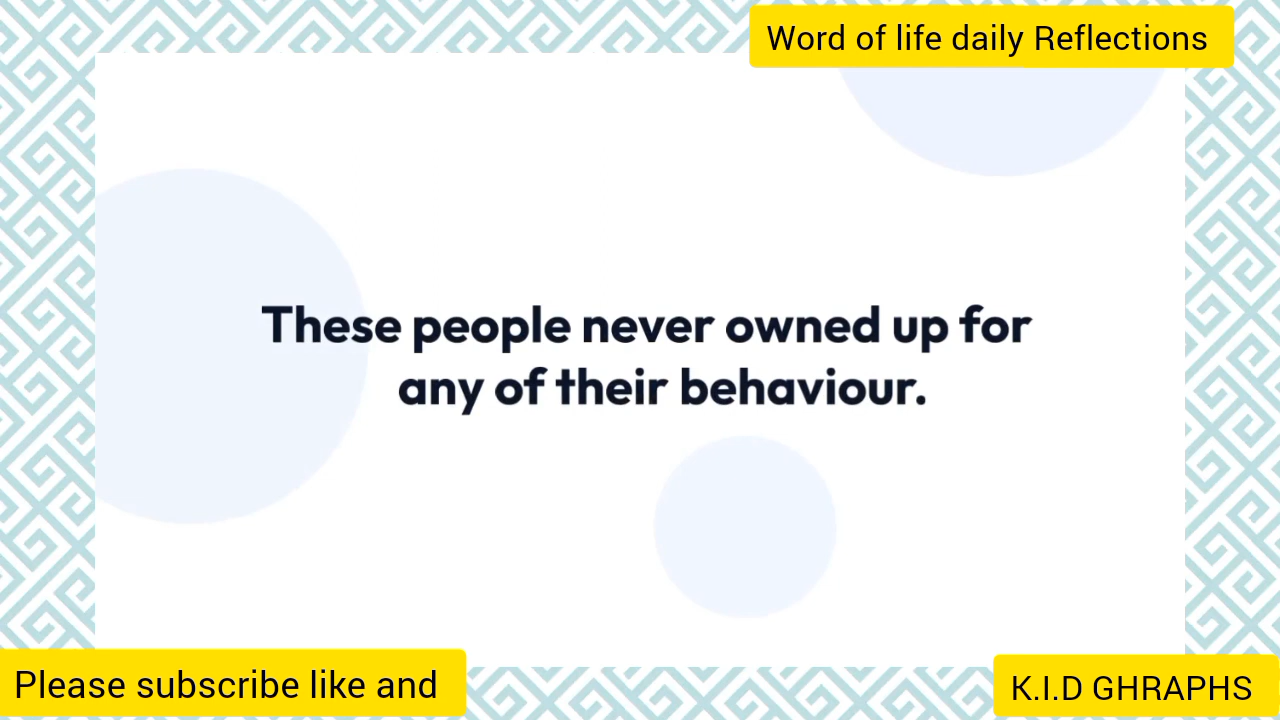 Word of life daily Reflections
These people never owned up for
any of their behaviour.
Please subscribe like and
K.I.D GHRAPHS